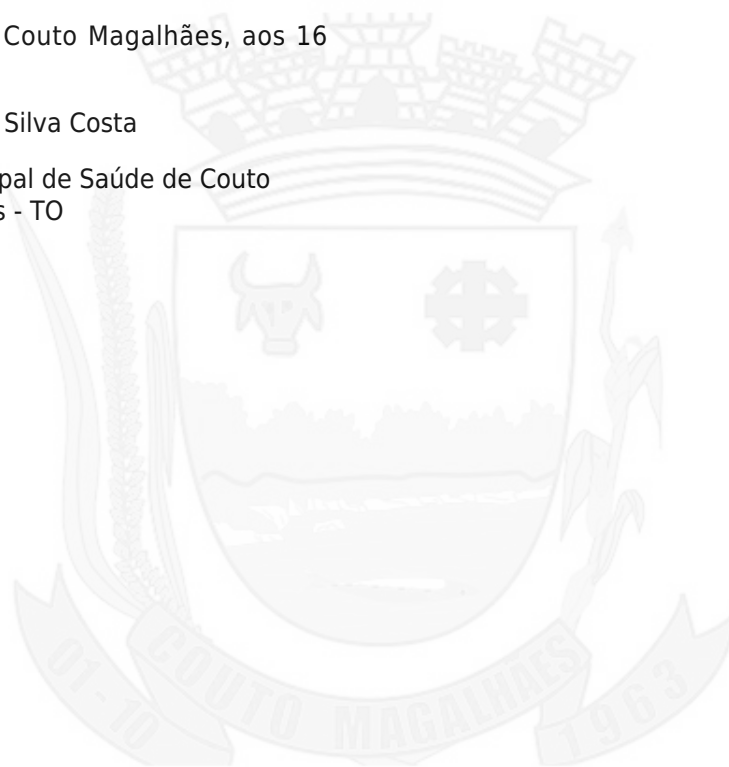 Couto Magalhães, aos 16
Silva Costa
pal de Saúde de Couto
s - TO
01-10
COUTO MAGALHÃES
1963